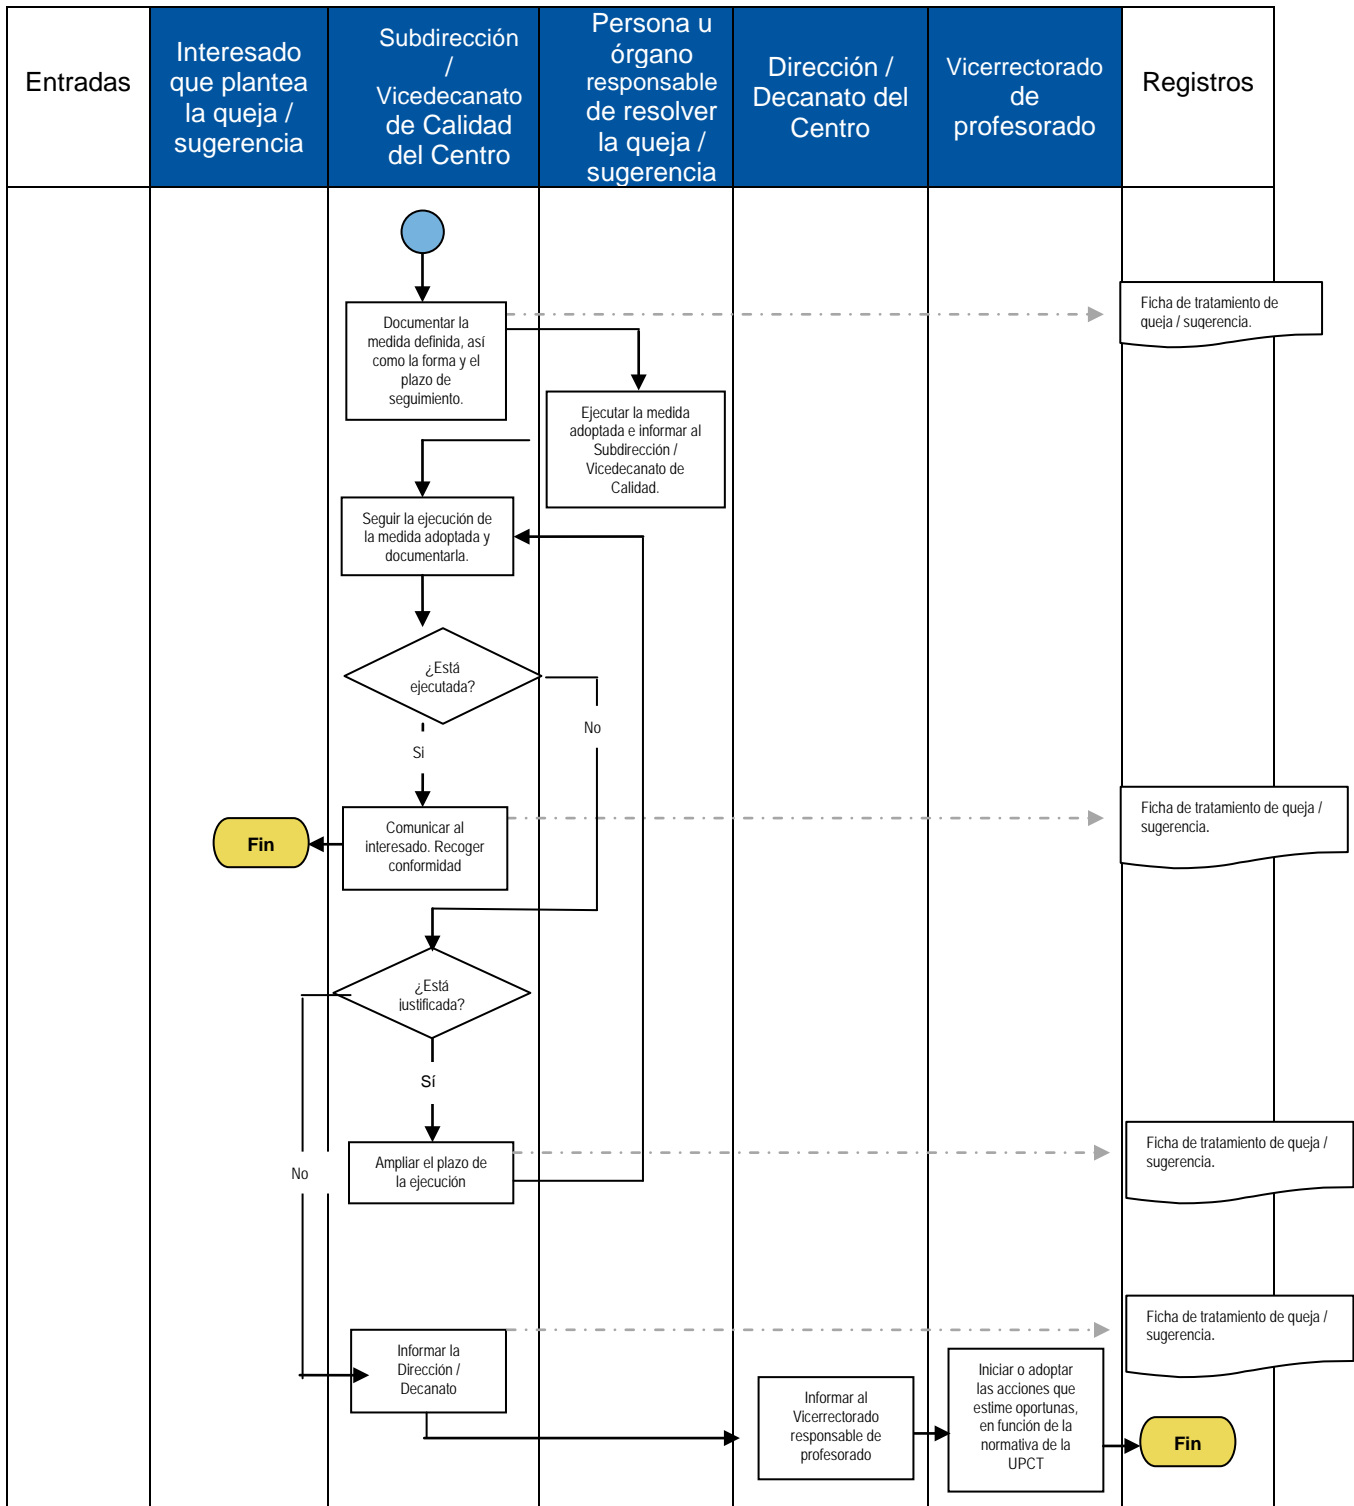 Entradas
Interesado
que plantea
la queja /
sugerencia
Subdirección
/
Vicedecanato
de Calidad
del Centro
Persona u
órgano
responsable
de resolver
la queja /
sugerencia
Dirección /
Decanato del
Centro
Vicerrectorado
de
profesorado
Registros
Documentar la
medida definida, así
como la forma y el
plazo de
seguimiento.
Ficha de tratamiento de
queja / sugerencia.
Ejecutar la medida
adoptada e informar al
Subdirección /
Vicedecanato de
Calidad.
Seguir la ejecución de
la medida adoptada y
documentarla.
¿Está
ejecutada?
No
Si
Comunicar al
interesado. Recoger
conformidad
Fin
Ficha de tratamiento de queja /
sugerencia.
¿Está
justificada?
Sí
No
Ampliar el plazo de
la ejecución
Ficha de tratamiento de queja /
sugerencia.
Ficha de tratamiento de queja /
sugerencia.
Informar la
Dirección /
Decanato
Informar al
Vicerrectorado
responsable de
profesorado
Iniciar o adoptar
las acciones que
estime oportunas,
en función de la
normativa de la
UPCT
Fin